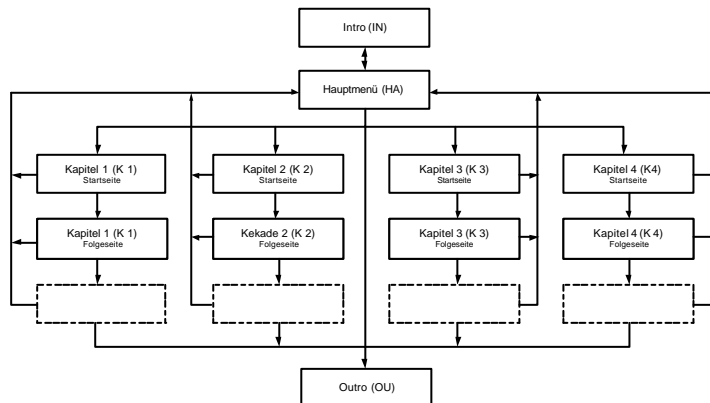 Intro (IN)
Hauptmenü (HA)
Kapitel 1 (K 1)
Startseite
Kapitel 2 (K 2)
Startseite
Kapitel 3 (K 3)
Startseite
Kapitel 4 (K4)
Startseite
Kapitel 1 (K 1)
Folgeseite
Kekade 2 (K 2)
Folgeseite
Kapitel 3 (K 3)
Folgeseite
Kapitel 4 (K 4)
Folgeseite
Outro (OU)